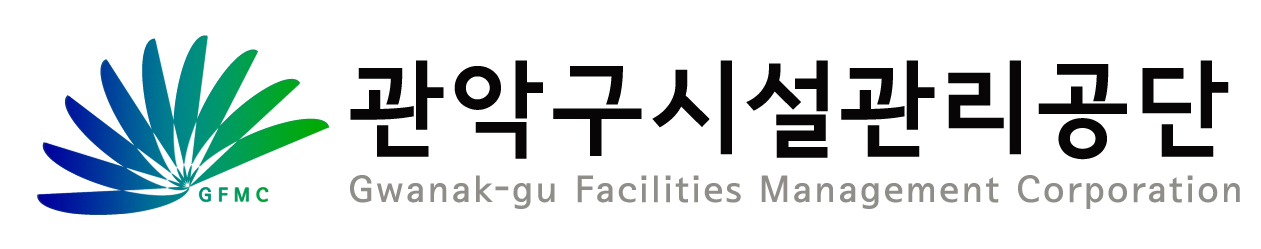 관악구시설관리공단
GFMC
Gwanak-gu Facilities Management Corporation